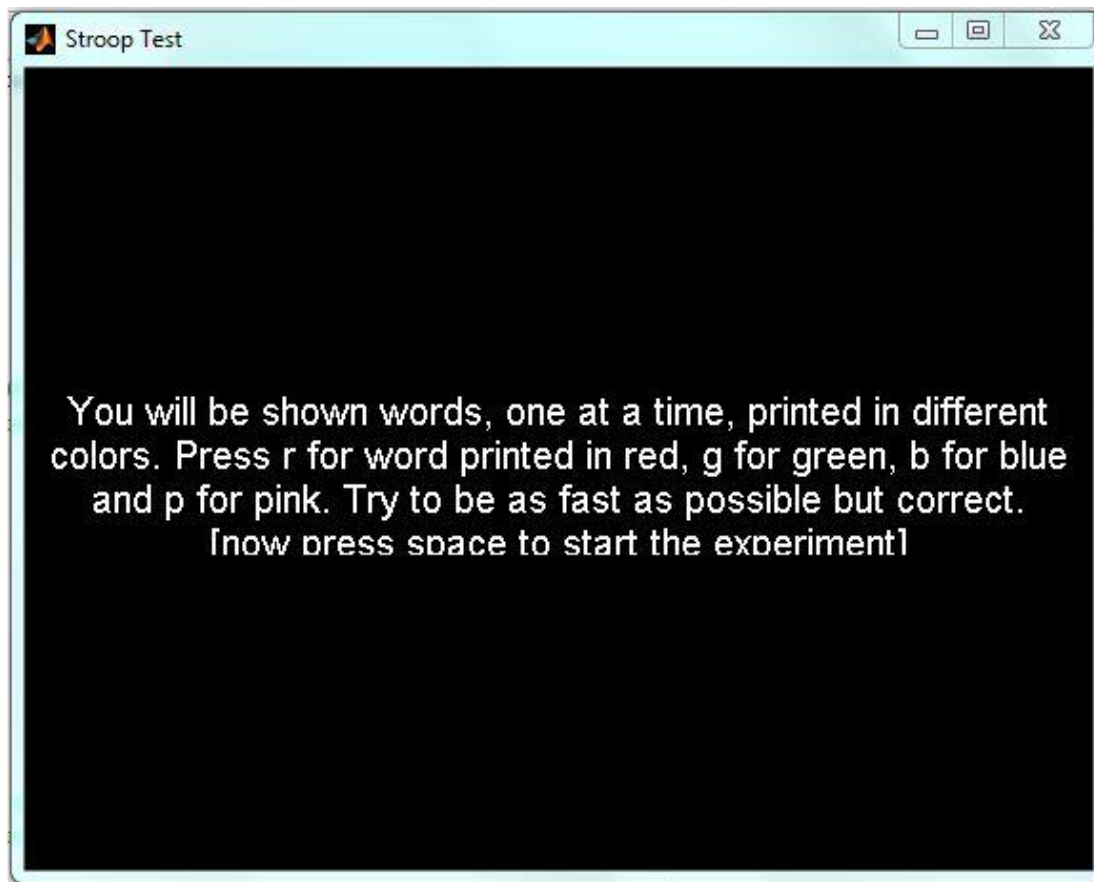 Stroop Test
You will be shown words, one at a time, printed in different
colors. Press r for word printed in red, g for green, b for blue
and p for pink. Try to be as fast as possible but correct.
[now press space to start the experiment]